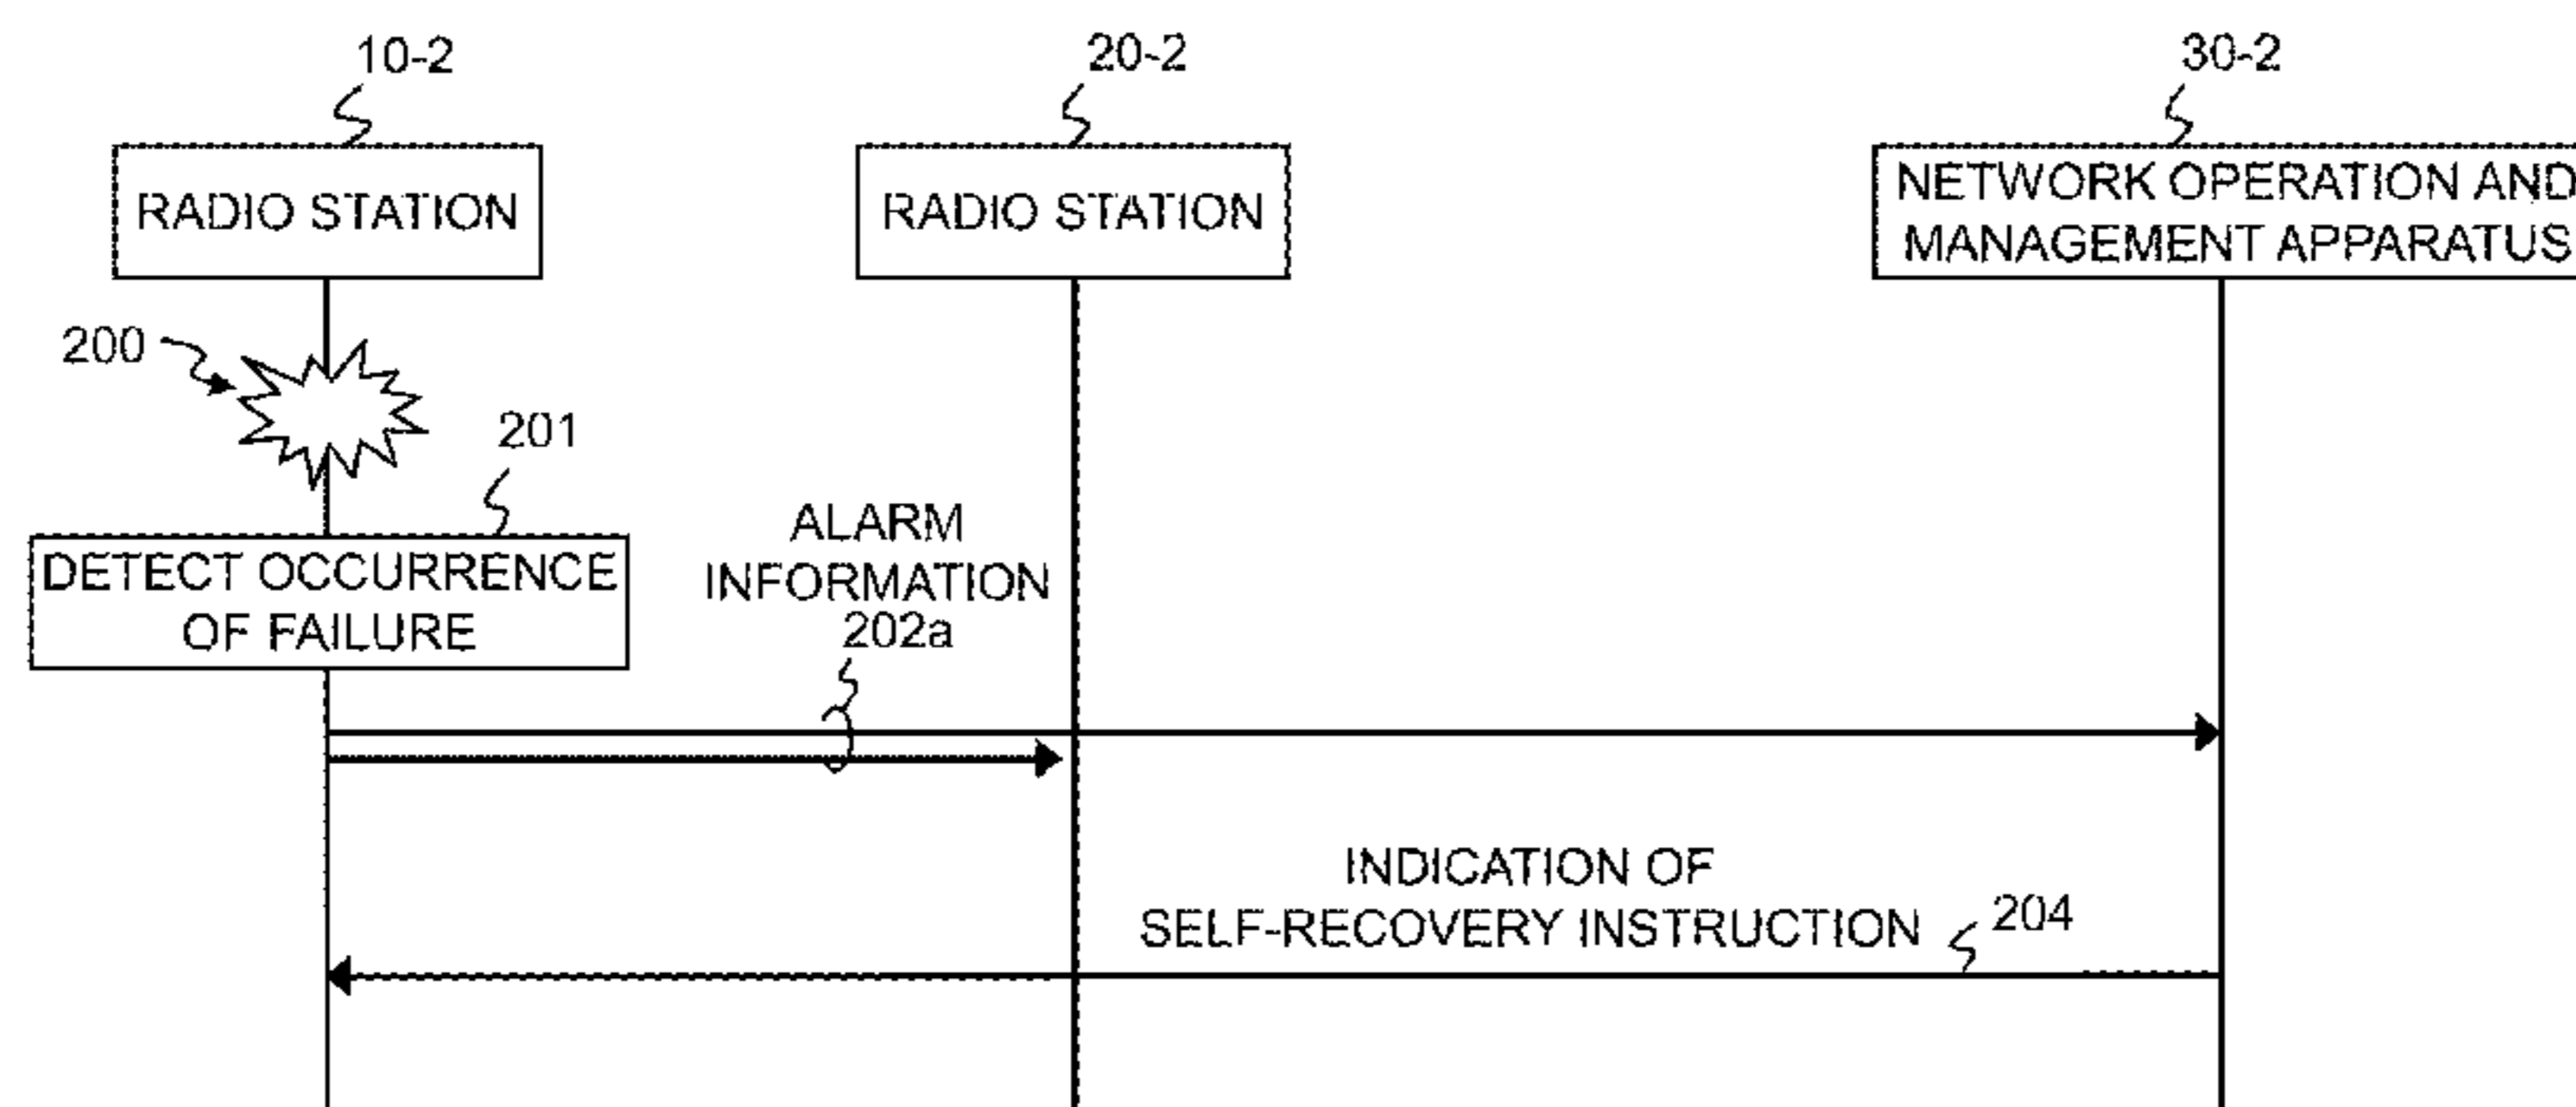 10-2
20-2
30-2
RADIO STATION
RADIO STATION
NETWORK OPERATION AND
MANAGEMENT APPARATUS
200
201
DETECT OCCURRENCE
OF FAILURE
ALARM
INFORMATION
202a
INDICATION OF
SELF-RECOVERY INSTRUCTION
204